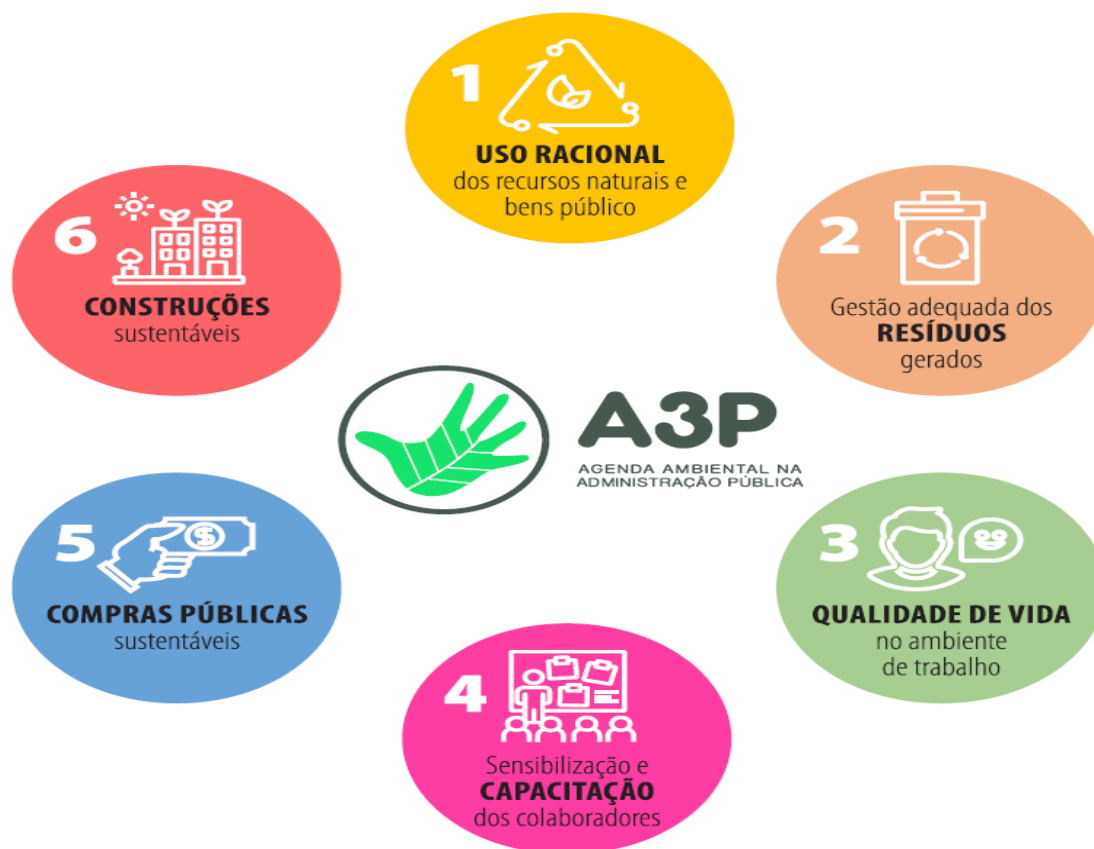 1
USO RACIONAL
dos recursos naturais e
bens público
2
Gestão adequada dos
RESÍDUOS
gerados
3
QUALIDADE DE VIDA
no ambiente
de trabalho
4
Sensibilização e
CAPACITAÇÃO
dos colaboradores
5
$
COMPRAS PÚBLICAS
sustentáveis
6
CONSTRUÇÕES
sustentáveis
A3P
AGENDA AMBIENTAL NA
ADMINISTRAÇÃO PÚBLICA